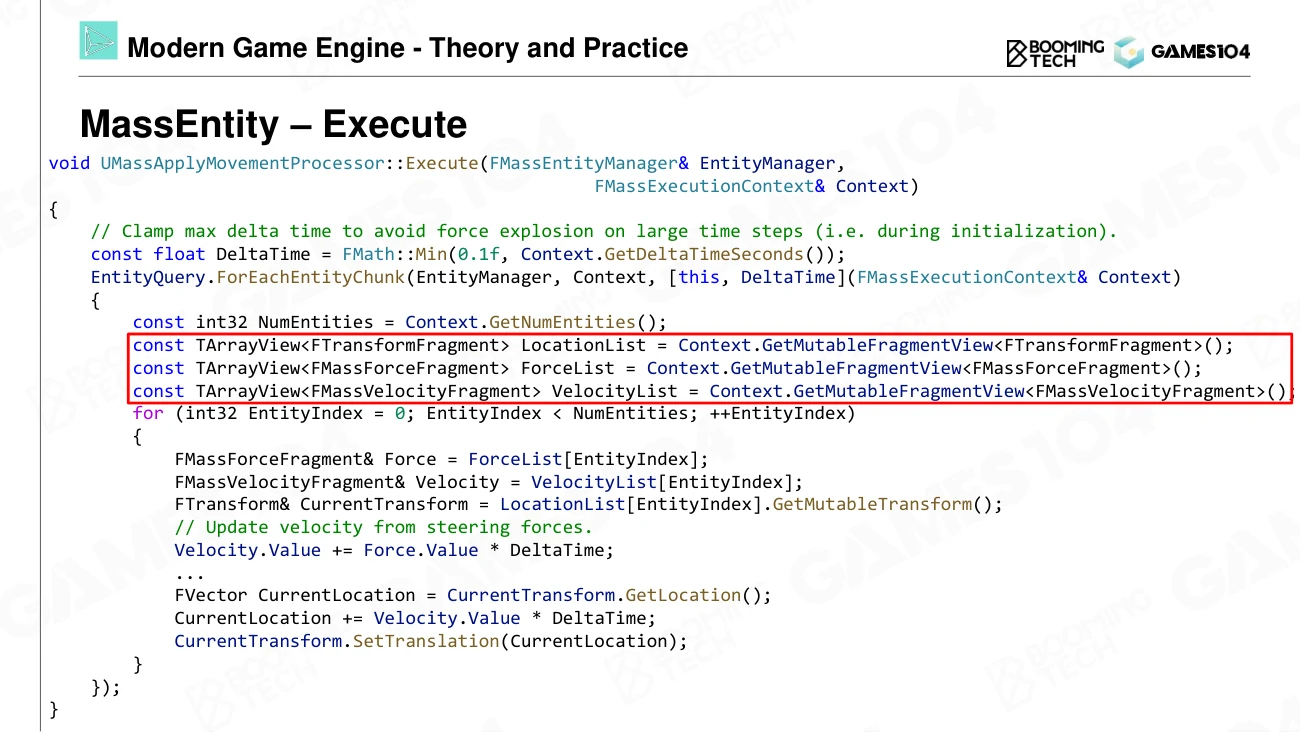 Modern Game Engine - Theory and Practice
BOOMING
TECH
GAMES104
MassEntity – Execute
void UMassApplyMovementProcessor::Execute(FMassEntityManager& EntityManager,
FMassExecutionContext& Context)
{
// Clamp max delta time to avoid force explosion on large time steps (i.e. during initialization).
const float DeltaTime = FMath::Min(0.1f, Context.GetDeltaTimeSeconds());
EntityQuery.ForEachEntityChunk(EntityManager, Context, [this, DeltaTime](FMassExecutionContext& Context)
{
const int32 NumEntities = Context.GetNumEntities();
const TArrayView<FTransformFragment> LocationList = Context.GetMutableFragmentView<FTransformFragment>();
const TArrayView<FMassForceFragment> ForceList = Context.GetMutableFragmentView<FMassForceFragment>();
const TArrayView<FMassVelocityFragment> VelocityList = Context.GetMutableFragmentView<FMassVelocityFragment>();
for (int32 EntityIndex = 0; EntityIndex < NumEntities; ++EntityIndex)
{
FMassForceFragment& Force = ForceList[EntityIndex];
FMassVelocityFragment& Velocity = VelocityList[EntityIndex];
FTransform& CurrentTransform = LocationList[EntityIndex].GetMutableTransform();
// Update velocity from steering forces.
Velocity.Value += Force.Value * DeltaTime;
...
FVector CurrentLocation = CurrentTransform.GetLocation();
CurrentLocation += Velocity.Value * DeltaTime;
CurrentTransform.SetTranslation(CurrentLocation);
}
});
}